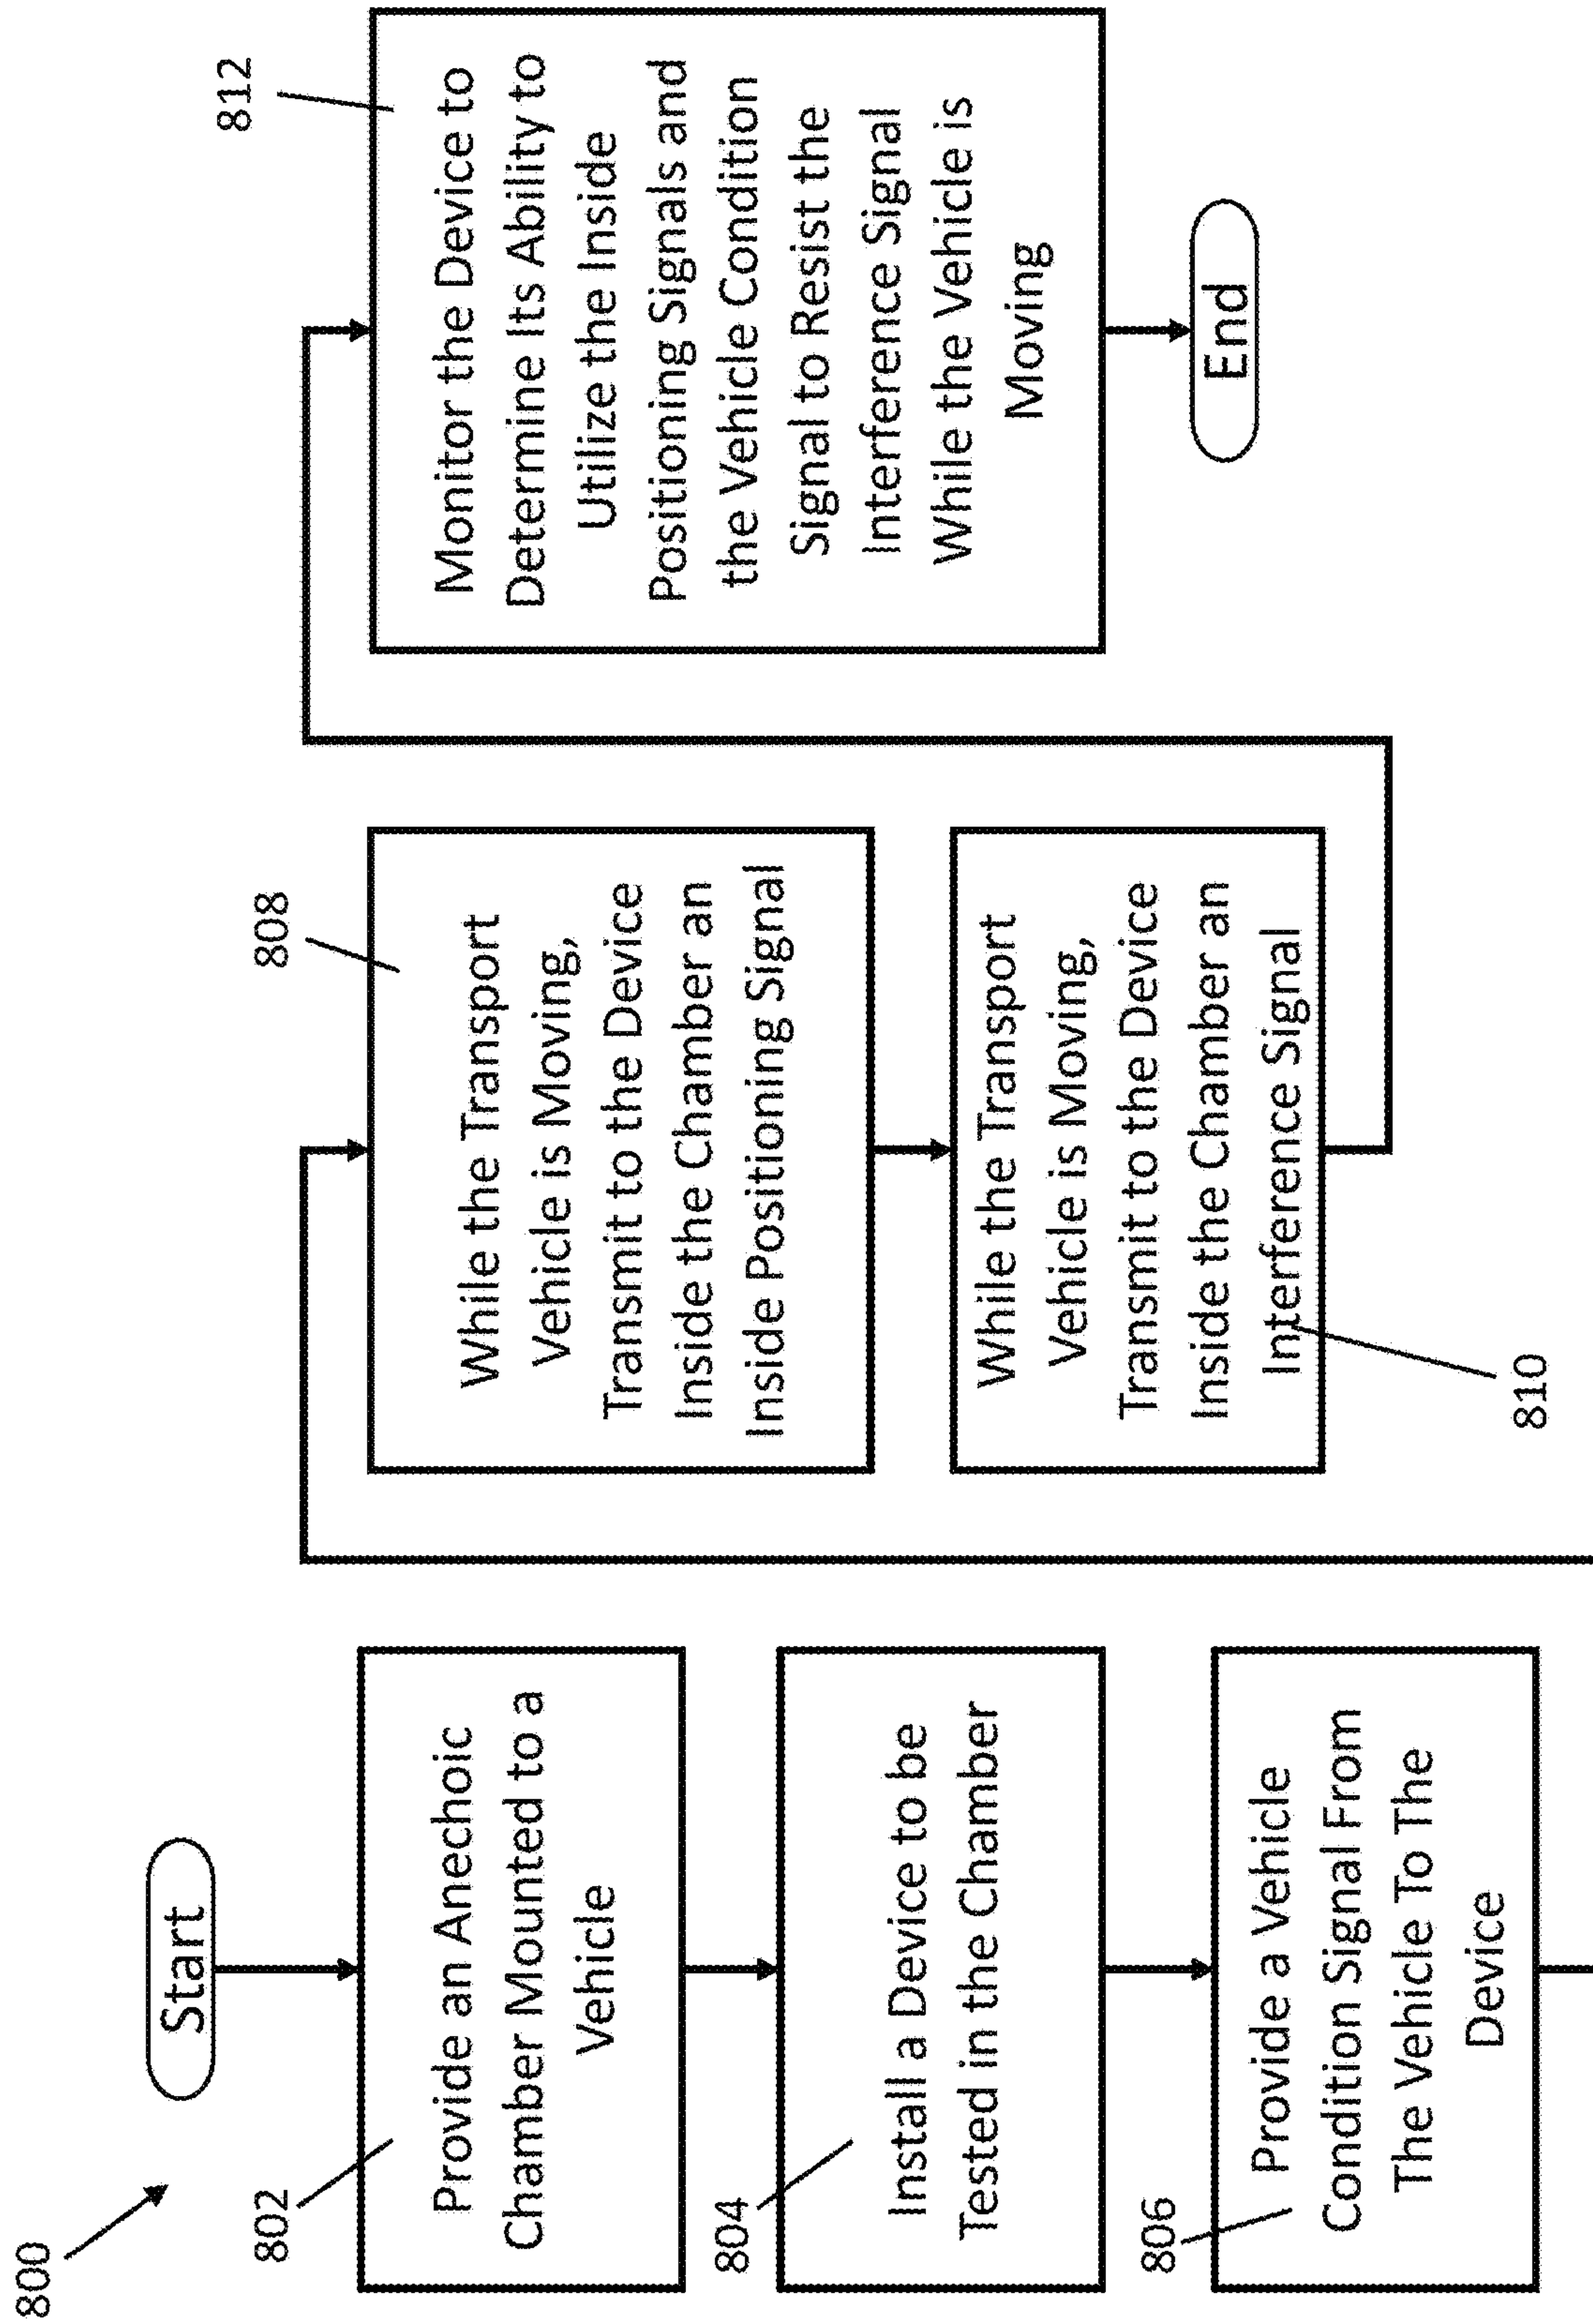 800
Start
802
Provide an Anechoic
Chamber Mounted to a
Vehicle
804
Install a Device to be
Tested in the Chamber
806
Provide a Vehicle
Condition Signal From
The Vehicle To The
Device
808
While the Transport
Vehicle is Moving,
Transmit to the Device
Inside the Chamber an
Inside Positioning Signal
While the Transport
Vehicle is Moving,
Transmit to the Device
Inside the Chamber an
Interference Signal
810
812
Monitor the Device to
Determine Its Ability to
Utilize the Inside
Positioning Signals and
the Vehicle Condition
Signal to Resist the
Interference Signal
While the Vehicle is
Moving
End